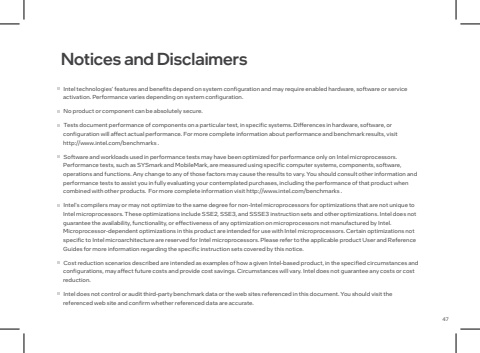 Notices and Disclaimers
Intel technologies' features and benefits depend on system configuration and may require enabled hardware, software or service
activation. Performance varies depending on system configuration.
No product or component can be absolutely secure.
Tests document performance of components on a particular test, in specific systems. Differences in hardware, software, or
configuration will affect actual performance. For more complete information about performance and benchmark results, visit
http://www.intel.com/benchmarks .
Software and workloads used in performance tests may have been optimized for performance only on Intel microprocessors.
Performance tests, such as SYSmark and MobileMark, are measured using specific computer systems, components, software,
operations and functions. Any change to any of those factors may cause the results to vary. You should consult other information and
performance tests to assist you in fully evaluating your contemplated purchases, including the performance of that product when
combined with other products. For more complete information visit http://www.intel.com/benchmarks .
Intel's compilers may or may not optimize to the same degree for non-Intel microprocessors for optimizations that are not unique to
Intel microprocessors. These optimizations include SSE2, SSE3, and SSSE3 instruction sets and other optimizations. Intel does not
guarantee the availability, functionality, or effectiveness of any optimization on microprocessors not manufactured by Intel.
Microprocessor-dependent optimizations in this product are intended for use with Intel microprocessors. Certain optimizations not
specific to Intel microarchitecture are reserved for Intel microprocessors. Please refer to the applicable product User and Reference
Guides for more information regarding the specific instruction sets covered by this notice.
Cost reduction scenarios described are intended as examples of how a given Intel-based product, in the specified circumstances and
configurations, may affect future costs and provide cost savings. Circumstances will vary. Intel does not guarantee any costs or cost
reduction.
Intel does not control or audit third-party benchmark data or the web sites referenced in this document. You should visit the
referenced web site and confirm whether referenced data are accurate.
47